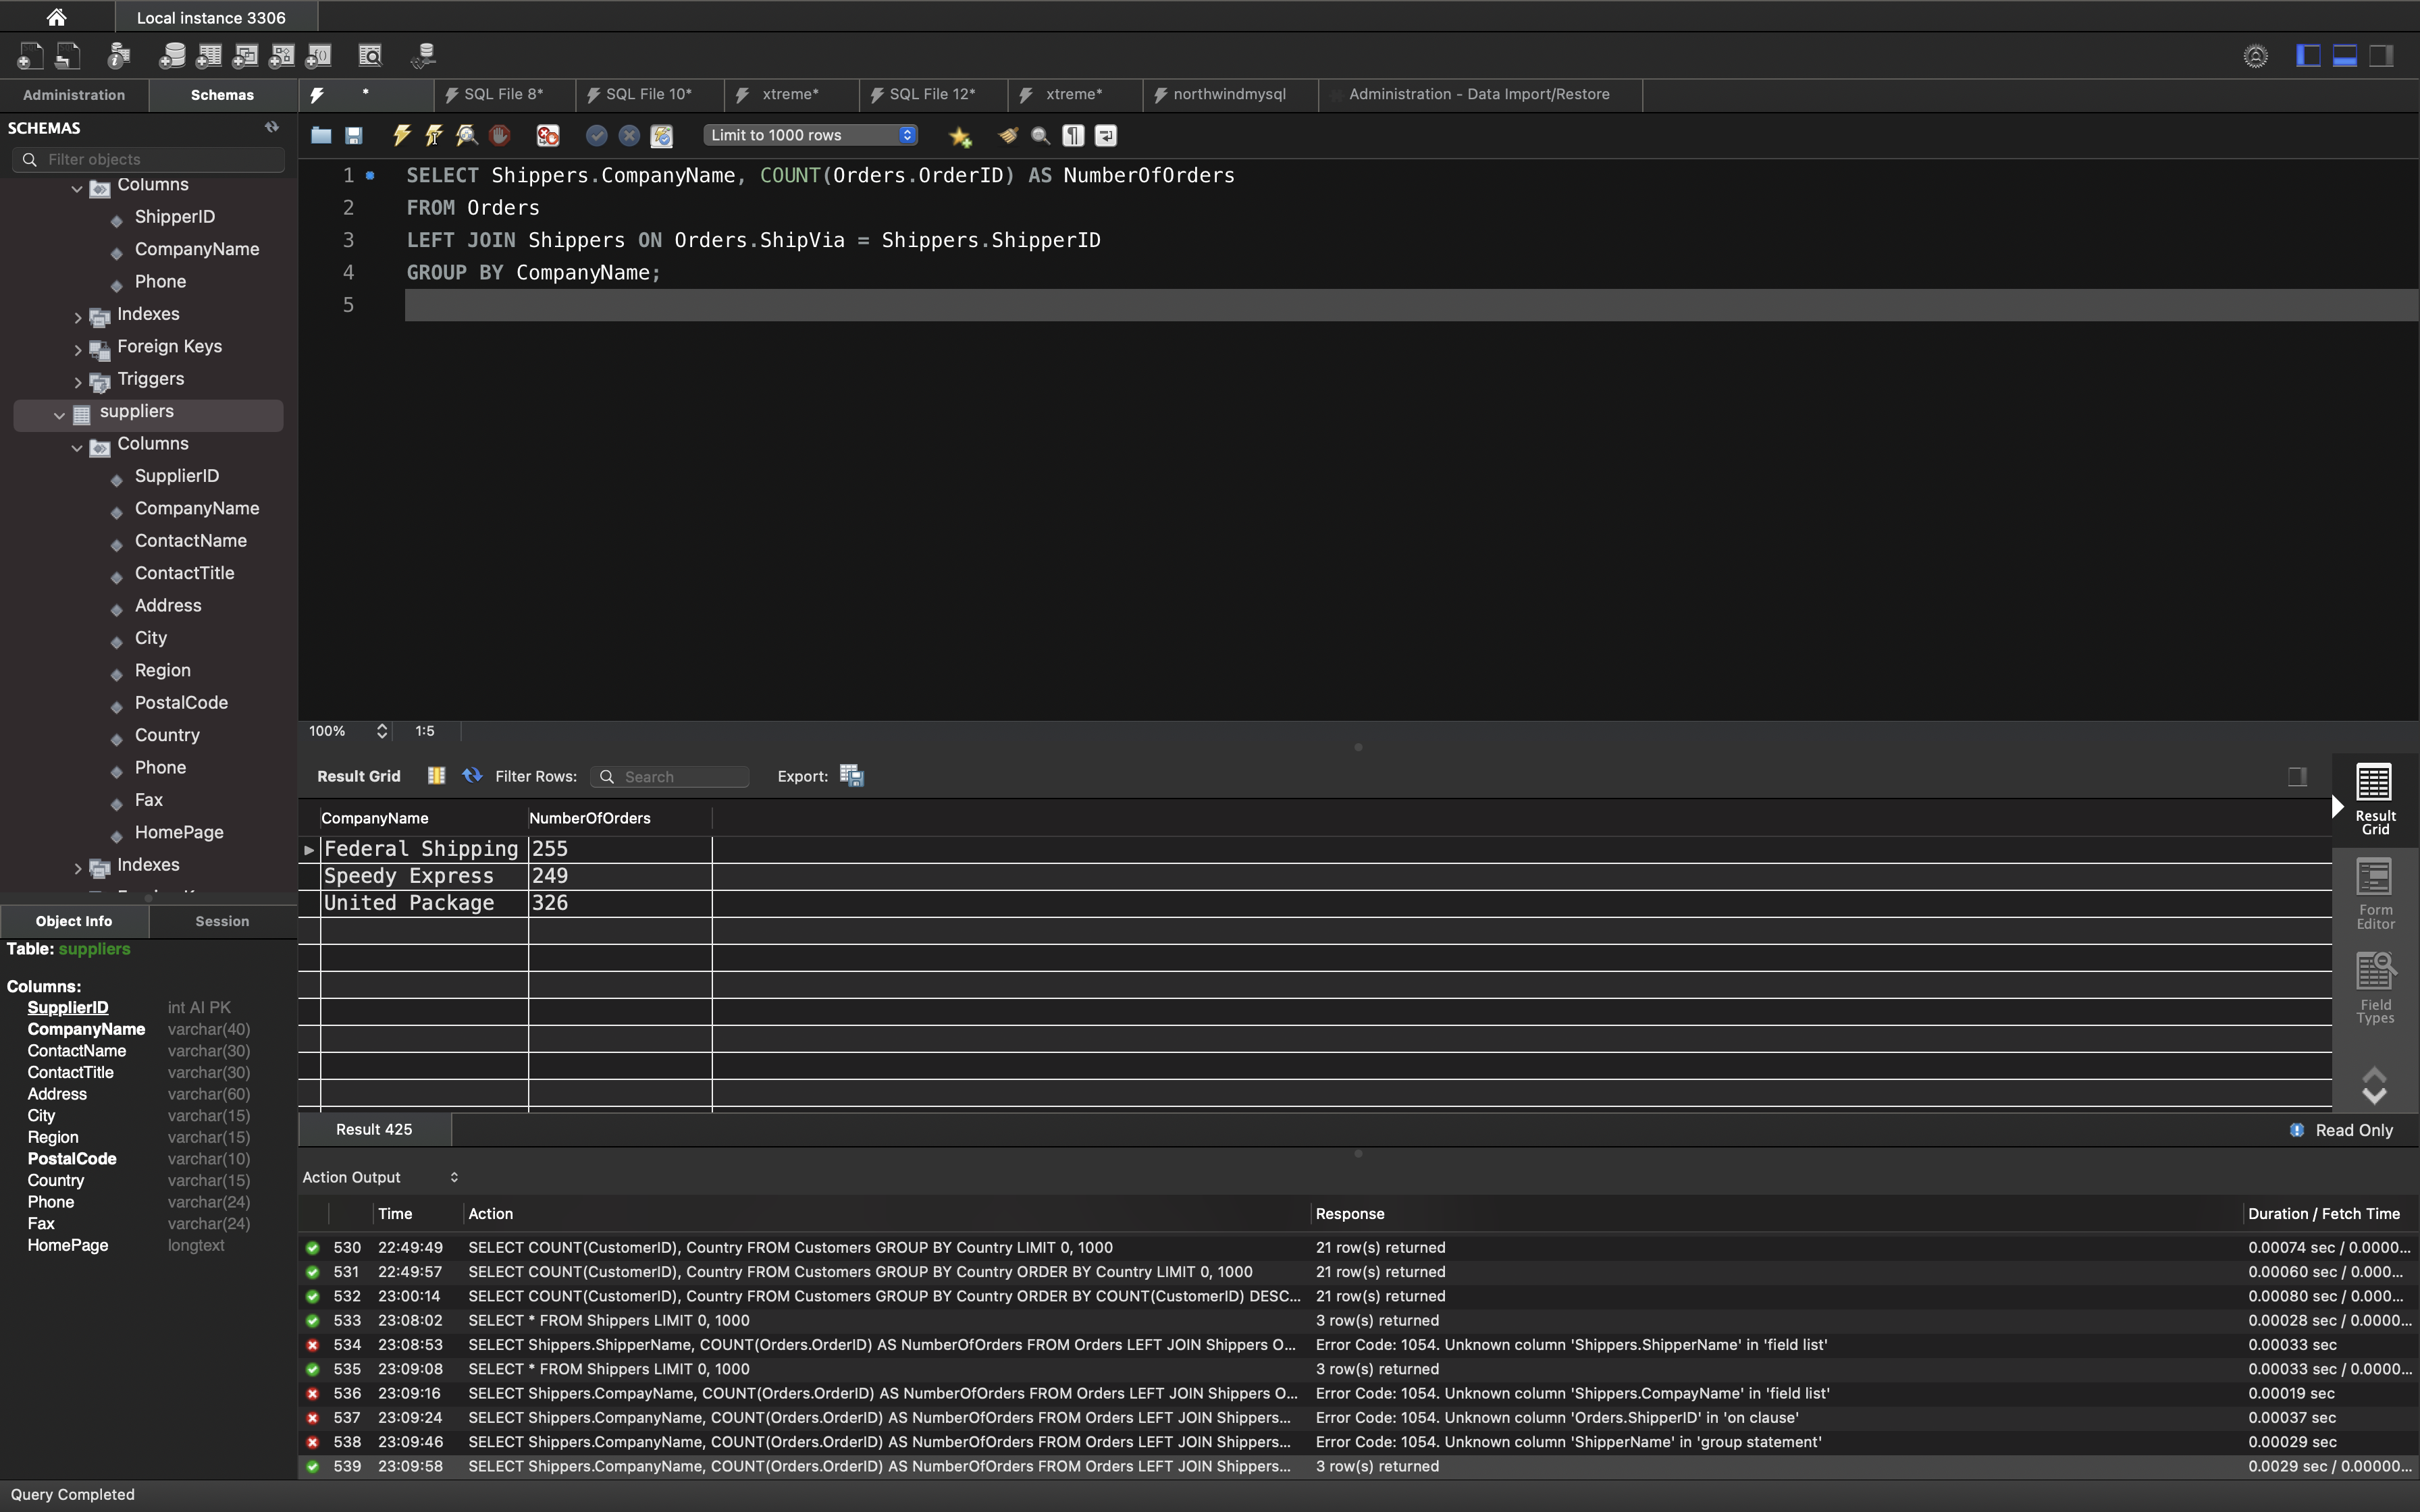 Local instance 3306
Administration
Schemas
*
SQL File 8*
SQL File 10*
xtreme*
SQL File 12*
xtreme*
northwindmysql
Administration - Data Import/Restore
SCHEMAS
Filter objects
Limit to 1000 rows
Columns
ShipperID
CompanyName
Phone
Indexes
Foreign Keys
Triggers
suppliers
Columns
SupplierID
CompanyName
ContactName
ContactTitle
Address
City
Region
PostalCode
Country
Phone
Fax
HomePage
Indexes
1 SELECT Shippers.CompanyName, COUNT(Orders.OrderID) AS NumberOfOrders
2 FROM Orders
3 LEFT JOIN Shippers ON Orders.ShipVia = Shippers.ShipperID
4 GROUP BY CompanyName;
5
100% 1:5
Result Grid Filter Rows: Search Export:
CompanyName NumberOfOrders
Federal Shipping 255
Speedy Express 249
United Package 326
Result
Grid
Form
Editor
Field
Types
Result 425
Read Only
Object Info
Session
Table: suppliers
Columns:
SupplierID int AI PK
CompanyName varchar(40)
ContactName varchar(30)
ContactTitle varchar(30)
Address varchar(60)
City varchar(15)
Region varchar(15)
PostalCode varchar(10)
Country varchar(15)
Phone varchar(24)
Fax varchar(24)
HomePage longtext
Action Output
Time Action Response Duration / Fetch Time
530 22:49:49 SELECT COUNT(CustomerID), Country FROM Customers GROUP BY Country LIMIT 0, 1000 21 row(s) returned 0.00074 sec / 0.0000...
531 22:49:57 SELECT COUNT(CustomerID), Country FROM Customers GROUP BY Country ORDER BY Country LIMIT 0, 1000 21 row(s) returned 0.00060 sec / 0.000...
532 23:00:14 SELECT COUNT(CustomerID), Country FROM Customers GROUP BY Country ORDER BY COUNT(CustomerID) DESC... 21 row(s) returned 0.00080 sec / 0.000...
533 23:08:02 SELECT * FROM Shippers LIMIT 0, 1000 3 row(s) returned 0.00028 sec / 0.0000...
534 23:08:53 SELECT Shippers.ShipperName, COUNT(Orders.OrderID) AS NumberOfOrders FROM Orders LEFT JOIN Shippers O... Error Code: 1054. Unknown column 'Shippers.ShipperName' in 'field list' 0.00033 sec
535 23:09:08 SELECT * FROM Shippers LIMIT 0, 1000 3 row(s) returned 0.00033 sec / 0.0000...
536 23:09:16 SELECT Shippers.CompayName, COUNT(Orders.OrderID) AS NumberOfOrders FROM Orders LEFT JOIN Shippers O... Error Code: 1054. Unknown column 'Shippers.CompayName' in 'field list' 0.00019 sec
537 23:09:24 SELECT Shippers.CompanyName, COUNT(Orders.OrderID) AS NumberOfOrders FROM Orders LEFT JOIN Shippers... Error Code: 1054. Unknown column 'Orders.ShipperID' in 'on clause' 0.00037 sec
538 23:09:46 SELECT Shippers.CompanyName, COUNT(Orders.OrderID) AS NumberOfOrders FROM Orders LEFT JOIN Shippers... Error Code: 1054. Unknown column 'ShipperName' in 'group statement' 0.00029 sec
539 23:09:58 SELECT Shippers.CompanyName, COUNT(Orders.OrderID) AS NumberOfOrders FROM Orders LEFT JOIN Shippers... 3 row(s) returned 0.0029 sec / 0.00000...
Query Completed